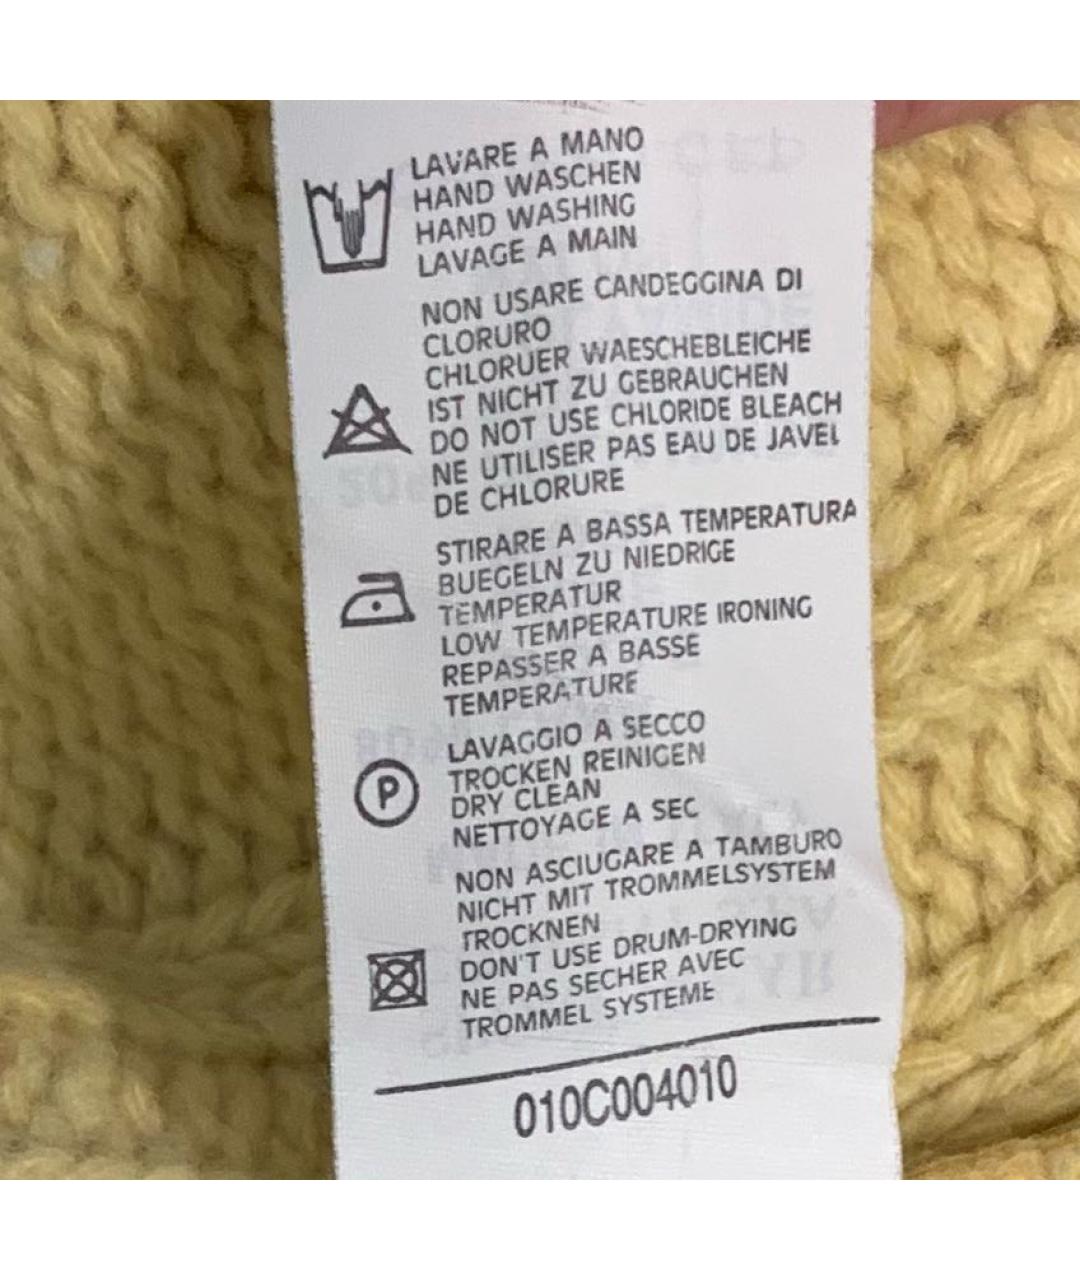 LAVARE A MANO
HAND WASCHEN
HAND WASHING
LAVAGE A MAIN
NON USARE CANDEGGINA DI
CLORURO
CHLORUER WAESCHEBLEICHE
IST NICHT ZU GEBRAUCHEN
DO NOT USE CHLORIDE BLEACH
NE UTILISER PAS EAU DE JAVEL
DE CHLORURE
STIRARE A BASSA TEMPERATURA
BUEGELN ZU NIEDRIGE
TEMPERATUR
LOW TEMPERATURE IRONING
REPASSER A BASSE
TEMPERATURE
P
LAVAGGIO A SECCO
TROCKEN REINIGEN
DRY CLEAN
NETTOYAGE A SEC
NON ASCIUGARE A TAMBURO
NICHT MIT TROMMELSYSTEM
TROCKNEN
DON'T USE DRUM-DRYING
NE PAS SECHER AVEC
TROMMEL SYSTEME
010C004010